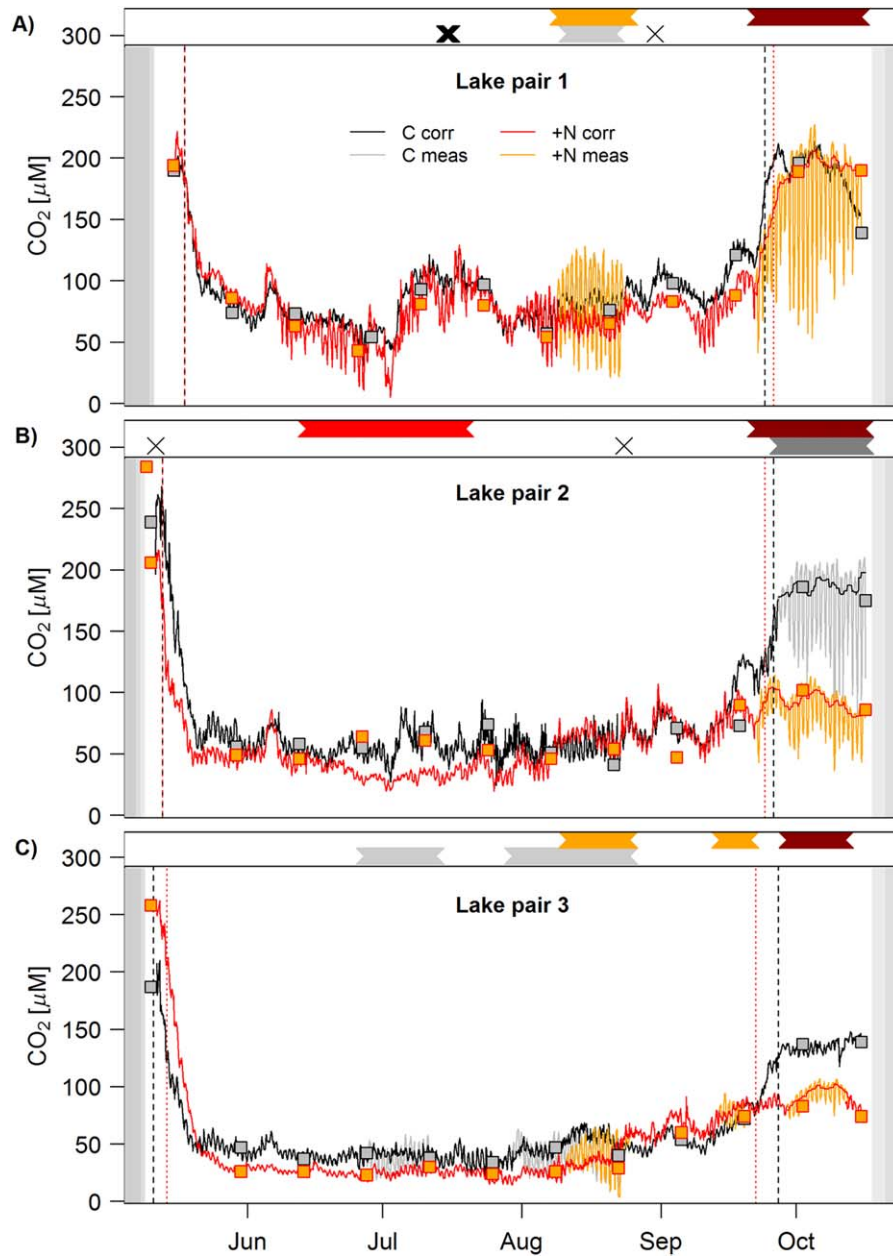 A)
300
250
200
150
100
50
0
CO2 [µM]
Lake pair 1
C corr +N corr
C meas +N meas
B)
300
250
200
150
100
50
0
CO2 [µM]
Lake pair 2
C)
300
250
200
150
100
50
0
CO2 [µM]
Lake pair 3
Jun Jul Aug Sep Oct